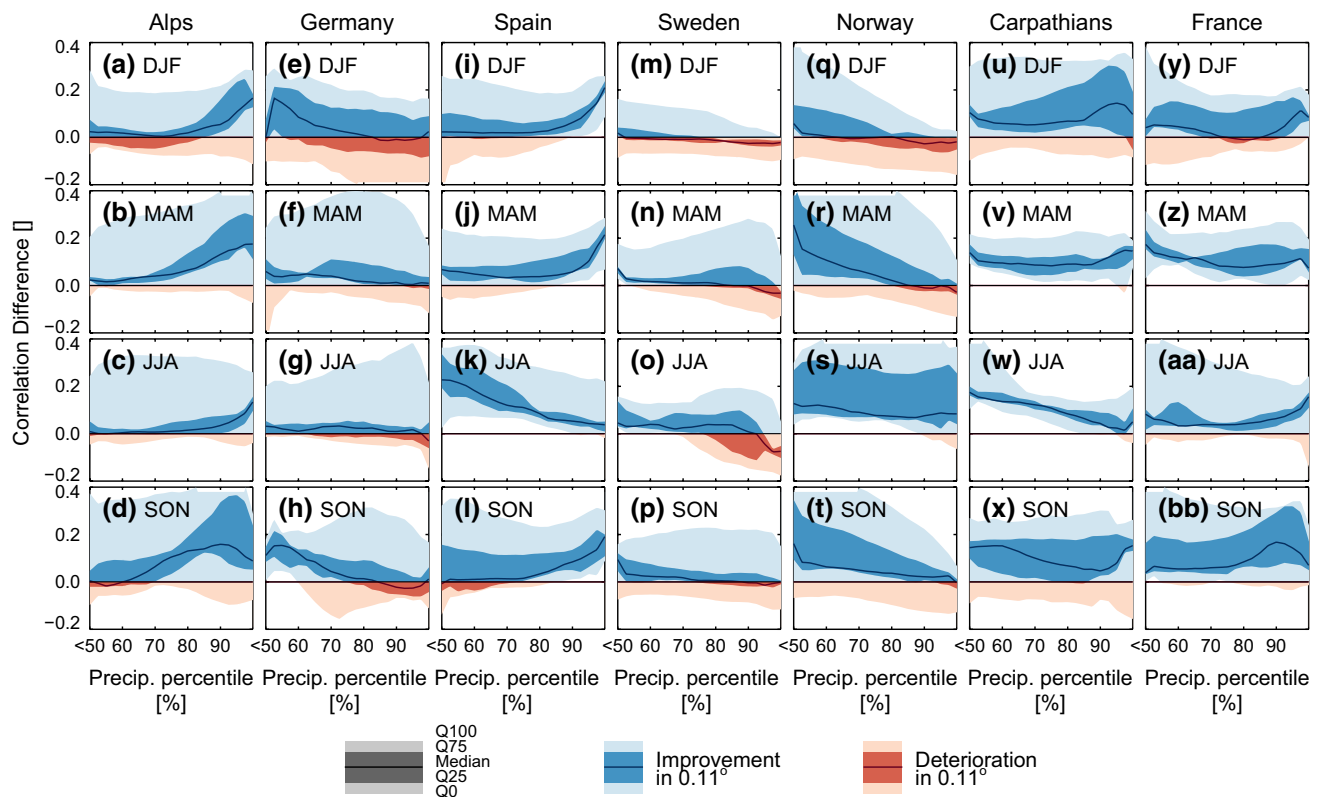 Alps Germany Spain Sweden Norway Carpathians France
Correlation Difference []
0.4 (a) DJF (e) DJF (i) DJF (m) DJF (q) DJF (u) DJF (y) DJF
0.2
0.0
−0.2
0.4 (b) MAM (f) MAM (j) MAM (n) MAM (r) MAM (v) MAM (z) MAM
0.2
0.0
−0.2
0.4 (c) JJA (g) JJA (k) JJA (o) JJA (s) JJA (w) JJA (aa) JJA
0.2
0.0
−0.2
0.4 (d) SON (h) SON (l) SON (p) SON (t) SON (x) SON (bb) SON
0.2
0.0
−0.2
<50 60 70 80 90 <50 60 70 80 90 <50 60 70 80 90 <50 60 70 80 90 <50 60 70 80 90 <50 60 70 80 90 <50 60 70 80 90
Precip. percentile Precip. percentile Precip. percentile Precip. percentile Precip. percentile Precip. percentile Precip. percentile
[%] [%] [%] [%] [%] [%] [%]
Q100
Q75
Median
Q25
Q0
Improvement
in 0.11°
Deterioration
in 0.11°